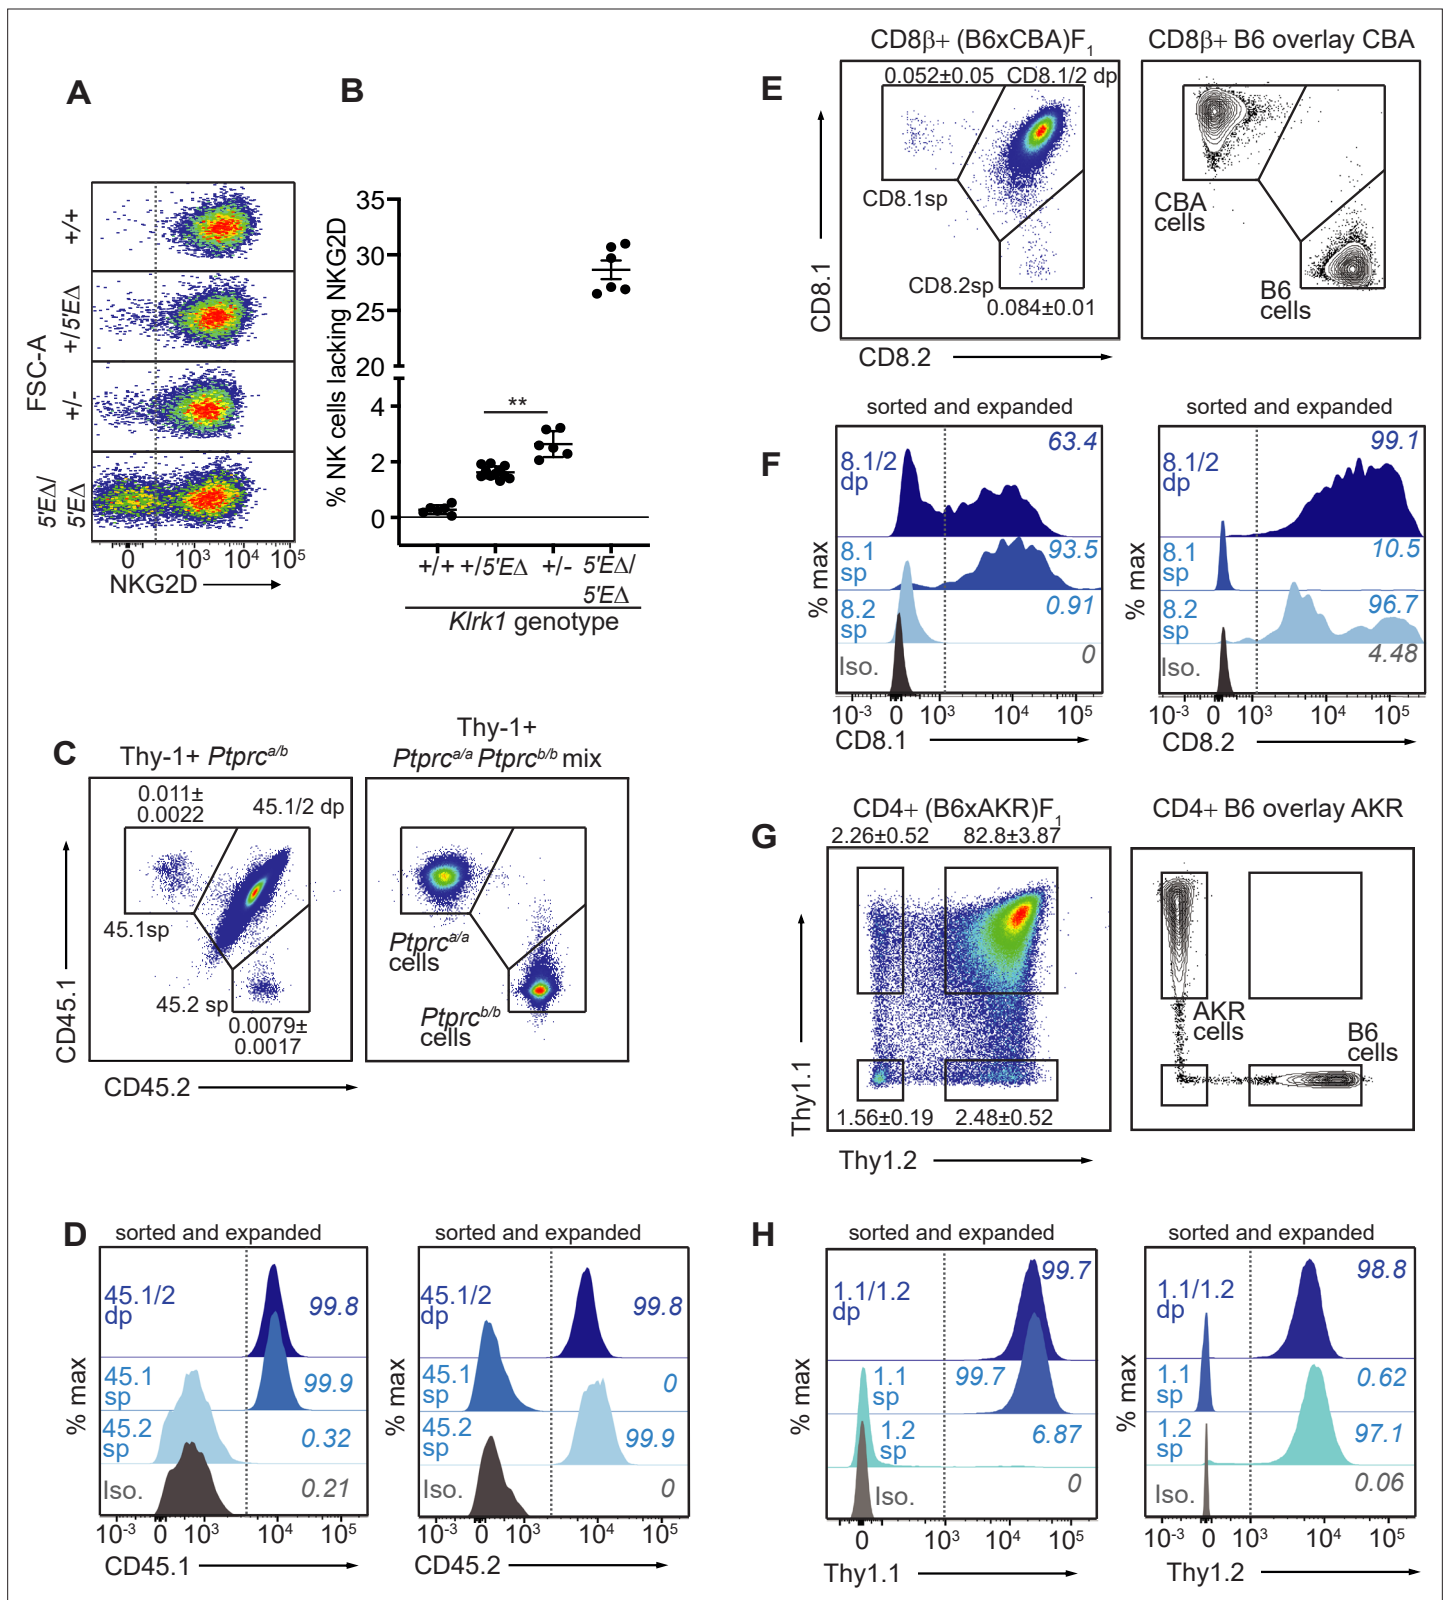 A
FSC-A
+/+
+/5'EΔ
+/-
5'EΔ/
5'EΔ
0 10³ 10⁴ 10⁵
NKG2D
B
% NK cells lacking NKG2D
35
30
25
20
4
2
0
**
+/+ +/5'EΔ +/- 5'EΔ/
5'EΔ
Klrk1 genotype
C
Thy-1+ Ptprcᵃ/ᵇ
0.011±
0.0022
45.1/2 dp
45.1sp
45.2 sp
0.0079±
0.0017
CD45.1
CD45.2
Thy-1+
Ptprcᵃ/ᵃ Ptprcᵇ/ᵇ mix
Ptprcᵃ/ᵃ
cells
Ptprcᵇ/ᵇ
cells
D
sorted and expanded
% max
45.1/2
dp
99.8
45.1
sp
99.9
45.2
sp
0.32
Iso.
0.21
10⁻³ 0 10³ 10⁴ 10⁵
CD45.1
sorted and expanded
% max
45.1/2
dp
99.8
45.1
sp
0
45.2
sp
99.9
Iso.
0
10⁻³ 0 10³ 10⁴ 10⁵
CD45.2
E
CD8β+ (B6xCBA)F₁
0.052±0.05 CD8.1/2 dp
CD8.1sp
CD8.2sp
0.084±0.01
CD8.1
CD8.2
CD8β+ B6 overlay CBA
CBA
cells
B6
cells
F
sorted and expanded
% max
8.1/2
dp
63.4
8.1
sp
93.5
8.2
sp
0.91
Iso.
0
10⁻³ 0 10³ 10⁴ 10⁵
CD8.1
sorted and expanded
% max
8.1/2
dp
99.1
8.1
sp
10.5
8.2
sp
96.7
Iso.
4.48
10⁻³ 0 10³ 10⁴ 10⁵
CD8.2
G
CD4+ (B6xAKR)F₁
2.26±0.52 82.8±3.87
1.56±0.19 2.48±0.52
Thy1.1
Thy1.2
CD4+ B6 overlay AKR
AKR
cells
B6
cells
H
sorted and expanded
% max
1.1/1.2
dp
99.7
1.1
sp
99.7
1.2
sp
6.87
Iso.
0
0 10³ 10⁴ 10⁵
Thy1.1
sorted and expanded
% max
1.1/1.2
dp
98.8
1.1
sp
0.62
1.2
sp
97.1
Iso.
0.06
10⁻³ 0 10³ 10⁴ 10⁵
Thy1.2